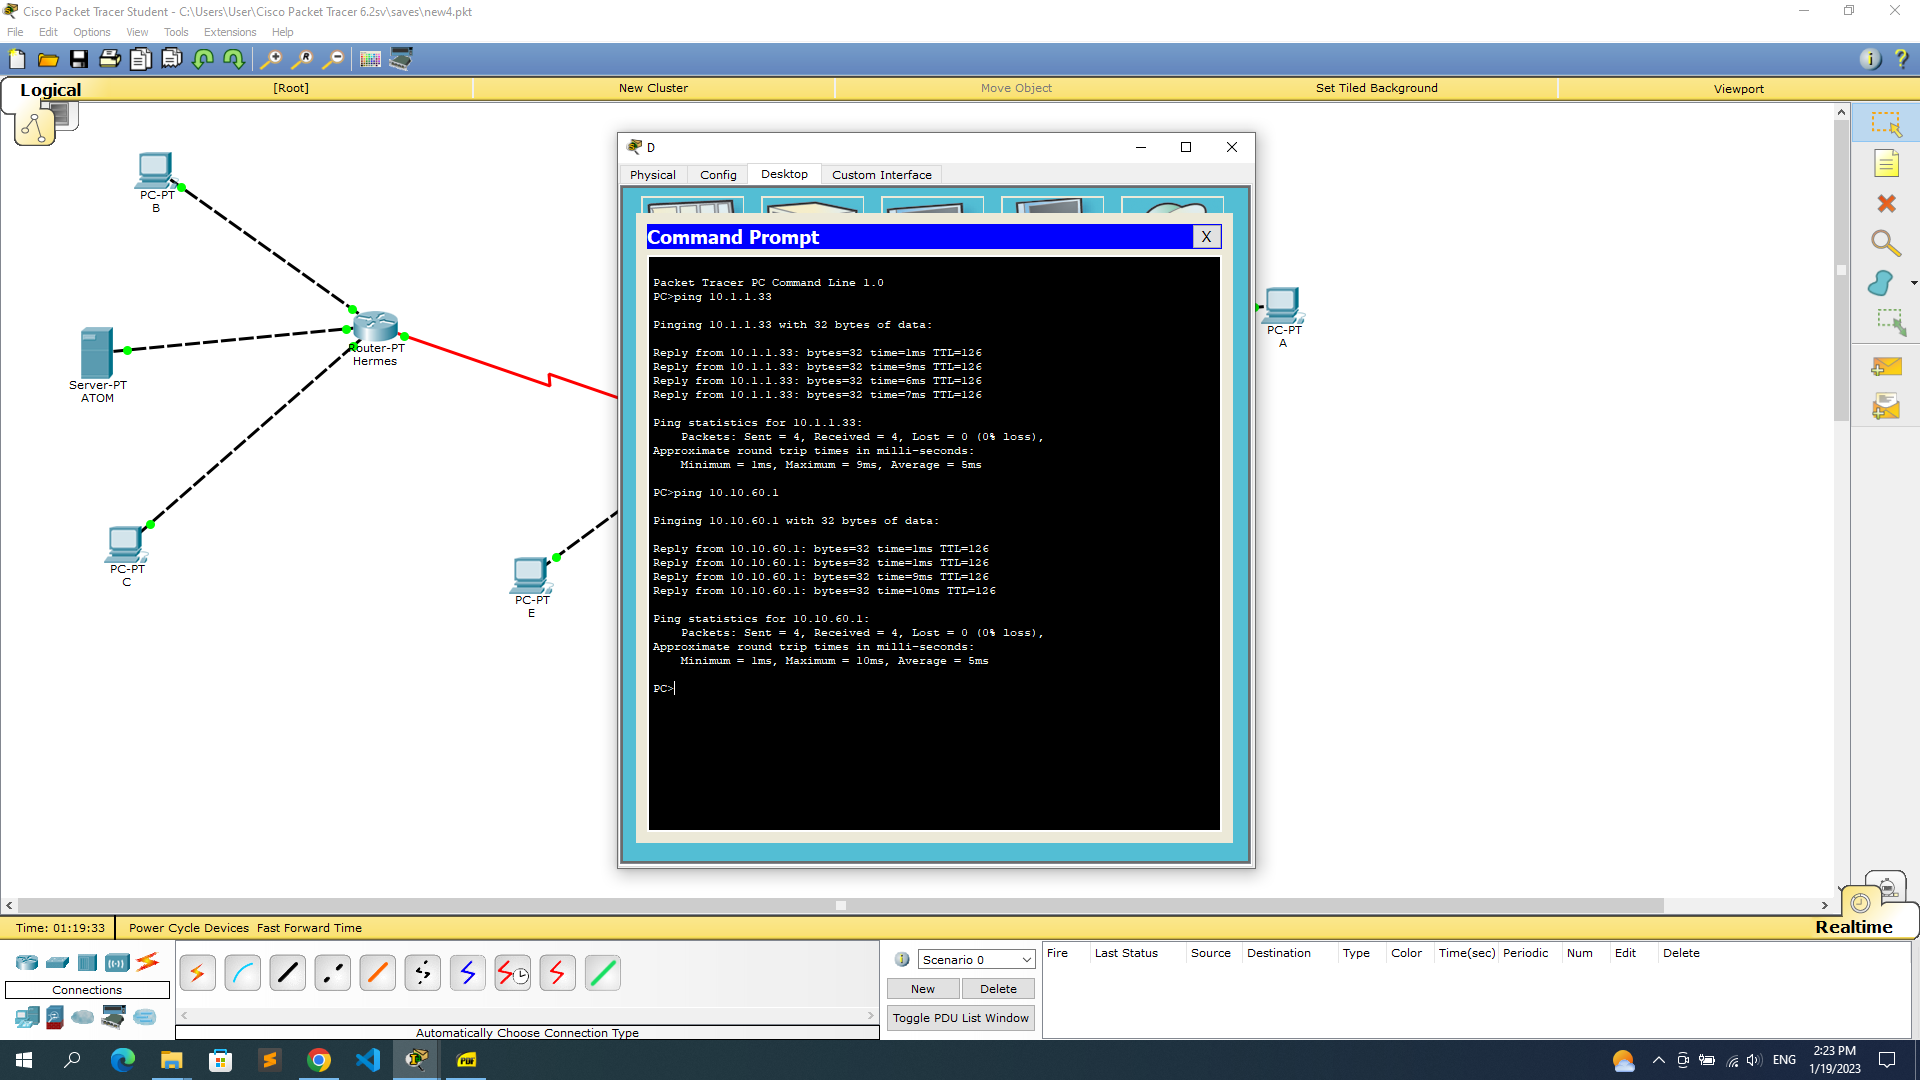 Cisco Packet Tracer Student - C:\Users\User\Cisco Packet Tracer 6.2sv\saves\new4.pkt
File Edit Options View Tools Extensions Help
Logical [Root] New Cluster Move Object Set Tiled Background Viewport
PC-PT
B
Server-PT
ATOM
Router-PT
Hermes
PC-PT
C
PC-PT
E
PC-PT
A
D
Physical Config Desktop Custom Interface
Command Prompt X
Packet Tracer PC Command Line 1.0
PC>ping 10.1.1.33
Pinging 10.1.1.33 with 32 bytes of data:
Reply from 10.1.1.33: bytes=32 time=1ms TTL=126
Reply from 10.1.1.33: bytes=32 time=9ms TTL=126
Reply from 10.1.1.33: bytes=32 time=6ms TTL=126
Reply from 10.1.1.33: bytes=32 time=7ms TTL=126
Ping statistics for 10.1.1.33:
Packets: Sent = 4, Received = 4, Lost = 0 (0% loss),
Approximate round trip times in milli-seconds:
Minimum = 1ms, Maximum = 9ms, Average = 5ms
PC>ping 10.10.60.1
Pinging 10.10.60.1 with 32 bytes of data:
Reply from 10.10.60.1: bytes=32 time=1ms TTL=126
Reply from 10.10.60.1: bytes=32 time=1ms TTL=126
Reply from 10.10.60.1: bytes=32 time=9ms TTL=126
Reply from 10.10.60.1: bytes=32 time=10ms TTL=126
Ping statistics for 10.10.60.1:
Packets: Sent = 4, Received = 4, Lost = 0 (0% loss),
Approximate round trip times in milli-seconds:
Minimum = 1ms, Maximum = 10ms, Average = 5ms
PC>
Time: 01:19:33 Power Cycle Devices Fast Forward Time Realtime
Connections
Automatically Choose Connection Type
Scenario 0
New Delete
Toggle PDU List Window
Fire Last Status Source Destination Type Color Time(sec) Periodic Num Edit Delete
ENG
2:23 PM
1/19/2023